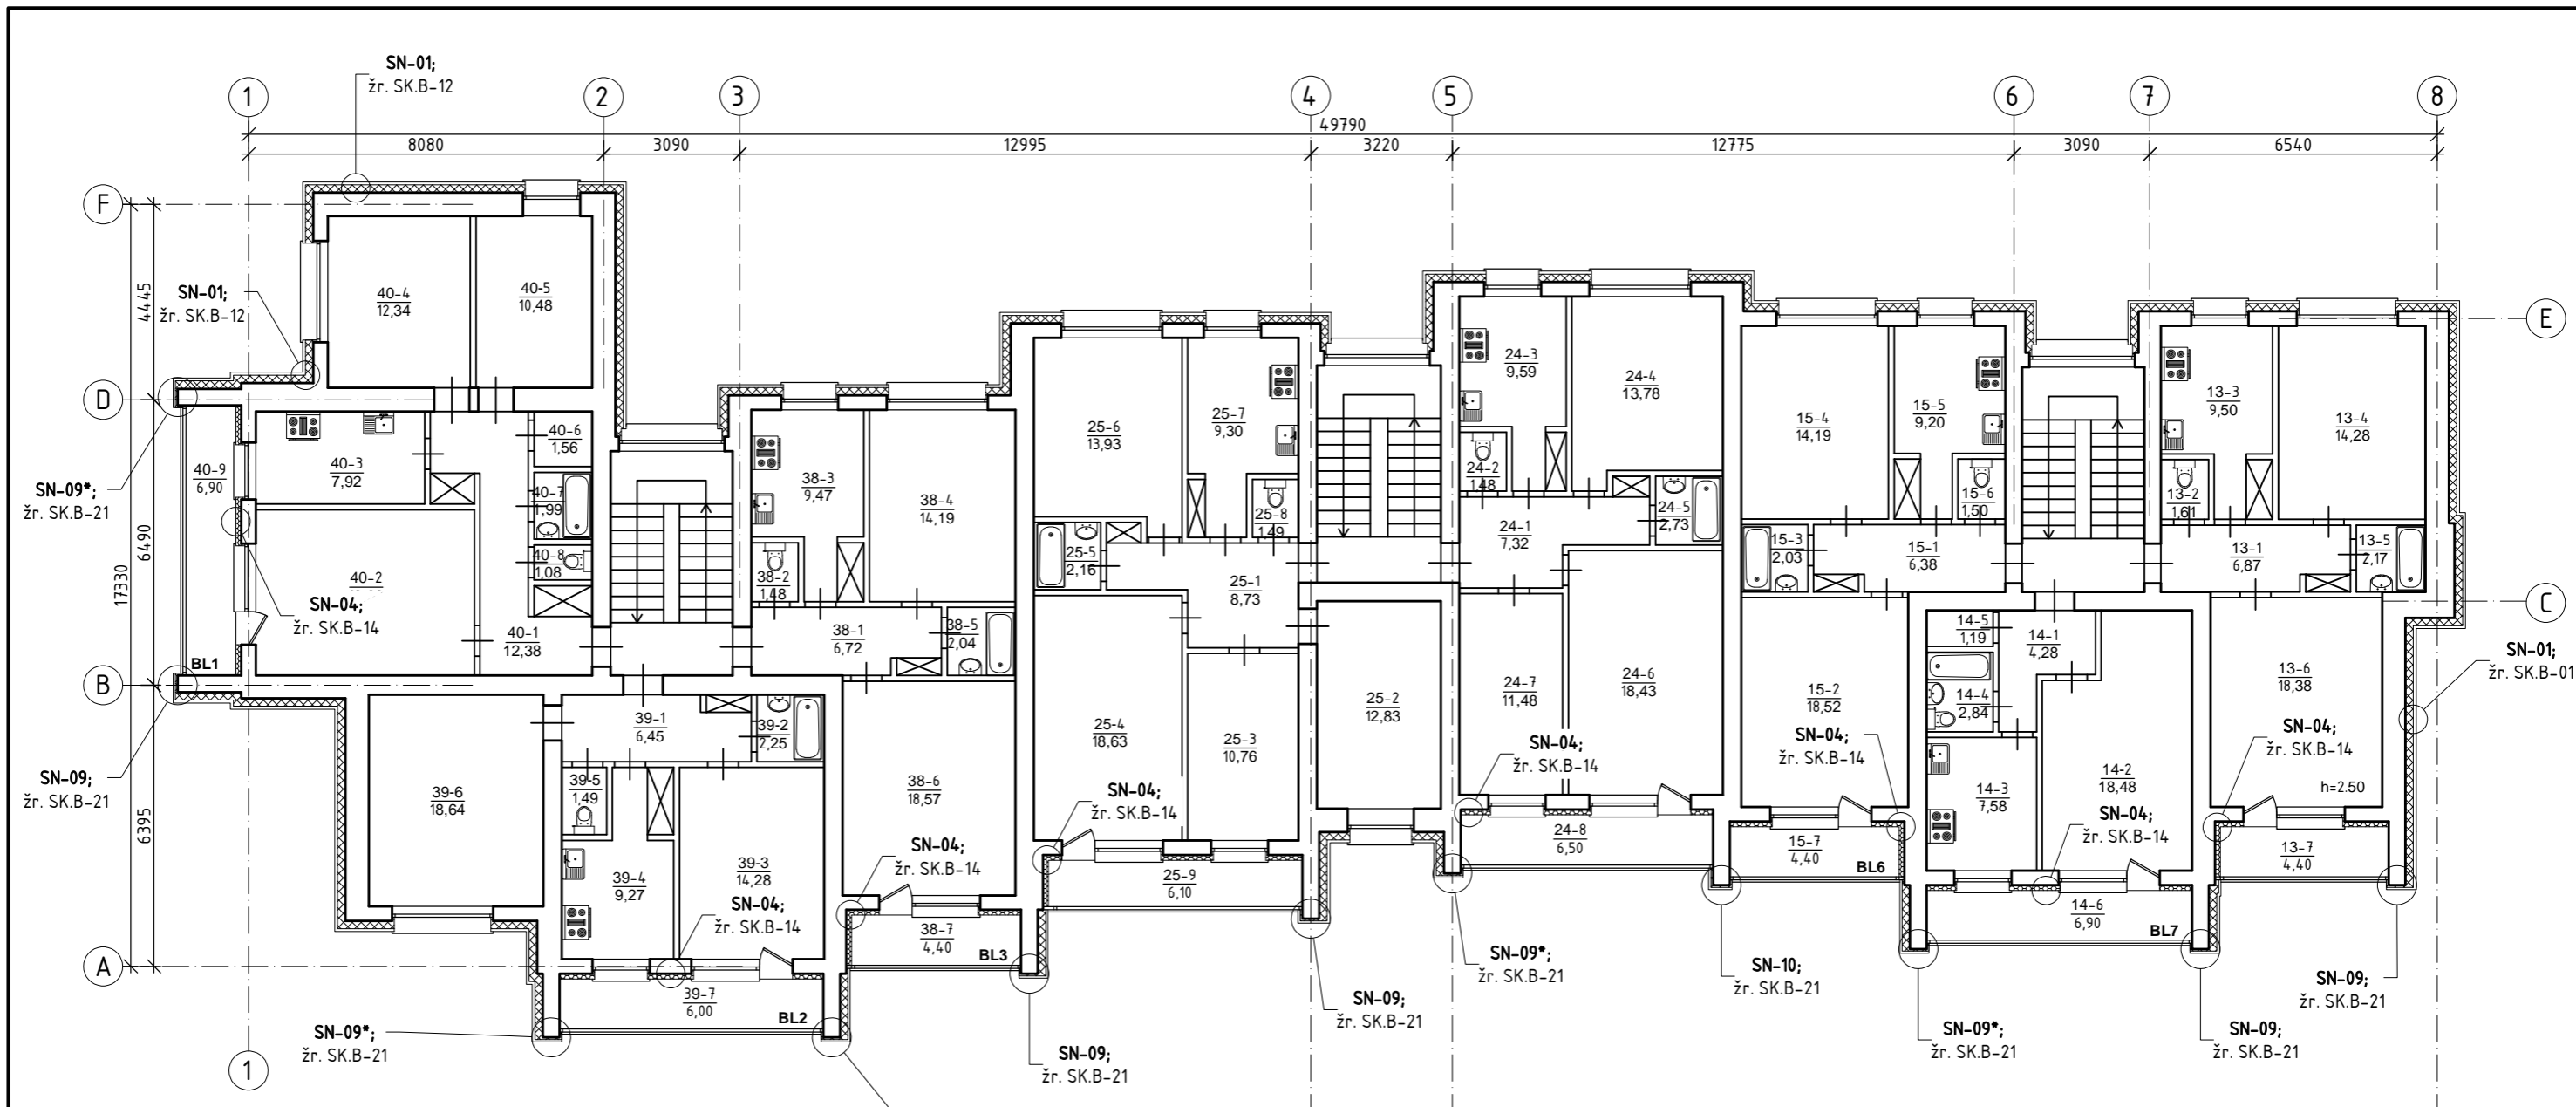 SN-01;
žr. SK.B-12
1
2
3
4
5
6
7
8
49790
8080
3090
12995
3220
12775
3090
6540
F
D
B
A
E
C
4445
6490
6395
17330
SN-01;
žr. SK.B-12
SN-09*;
žr. SK.B-21
SN-09;
žr. SK.B-21
40-4
12,34
40-5
10,48
40-9
6,90
40-3
7,92
40-6
1,56
40-7
1,99
40-8
1,08
40-2
SN-04;
žr. SK.B-14
40-1
12,38
BL1
39-1
6,45
39-2
2,25
39-6
18,64
39-5
1,49
39-4
9,27
39-3
14,28
SN-04;
žr. SK.B-14
39-7
6,00
BL2
SN-09*;
žr. SK.B-21
38-3
9,47
38-4
14,19
38-2
1,48
38-1
6,72
38-5
2,04
38-6
18,57
SN-04;
žr. SK.B-14
38-7
4,40
BL3
SN-09;
žr. SK.B-21
25-6
13,93
25-7
9,30
25-8
1,49
25-5
2,16
25-1
8,73
25-4
18,63
25-3
10,76
25-2
12,83
SN-04;
žr. SK.B-14
25-9
6,10
SN-09;
žr. SK.B-21
24-3
9,59
24-4
13,78
24-2
1,48
24-5
2,73
24-1
7,32
24-7
11,48
24-6
18,43
SN-04;
žr. SK.B-14
24-8
6,50
SN-09*;
žr. SK.B-21
15-4
14,19
15-5
9,20
15-6
1,50
15-3
2,03
15-1
6,38
15-2
18,52
SN-04;
žr. SK.B-14
15-7
4,40
BL6
SN-10;
žr. SK.B-21
14-5
1,19
14-1
4,28
14-4
2,84
14-3
7,58
14-2
18,48
SN-04;
žr. SK.B-14
14-6
6,90
BL7
SN-09*;
žr. SK.B-21
SN-09;
žr. SK.B-21
13-3
9,50
13-4
14,28
13-2
1,61
13-1
6,87
13-5
2,17
13-6
18,38
SN-04;
žr. SK.B-14
h=2.50
13-7
4,40
SN-01;
žr. SK.B-01
SN-09;
žr. SK.B-21
1